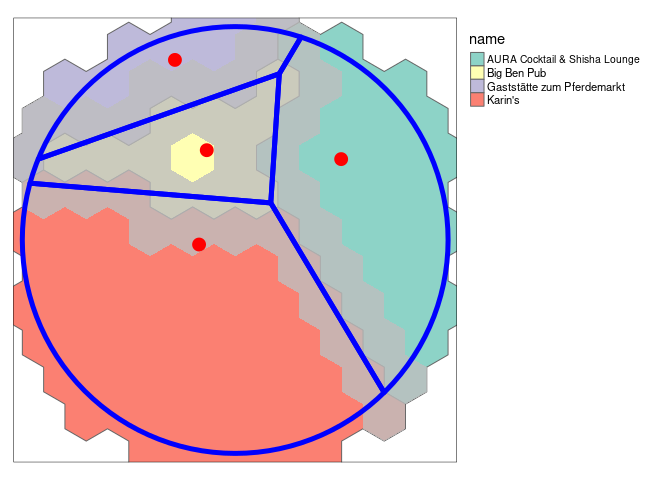 name
AURA Cocktail & Shisha Lounge
Big Ben Pub
Gaststätte zum Pferdemarkt
Karin's